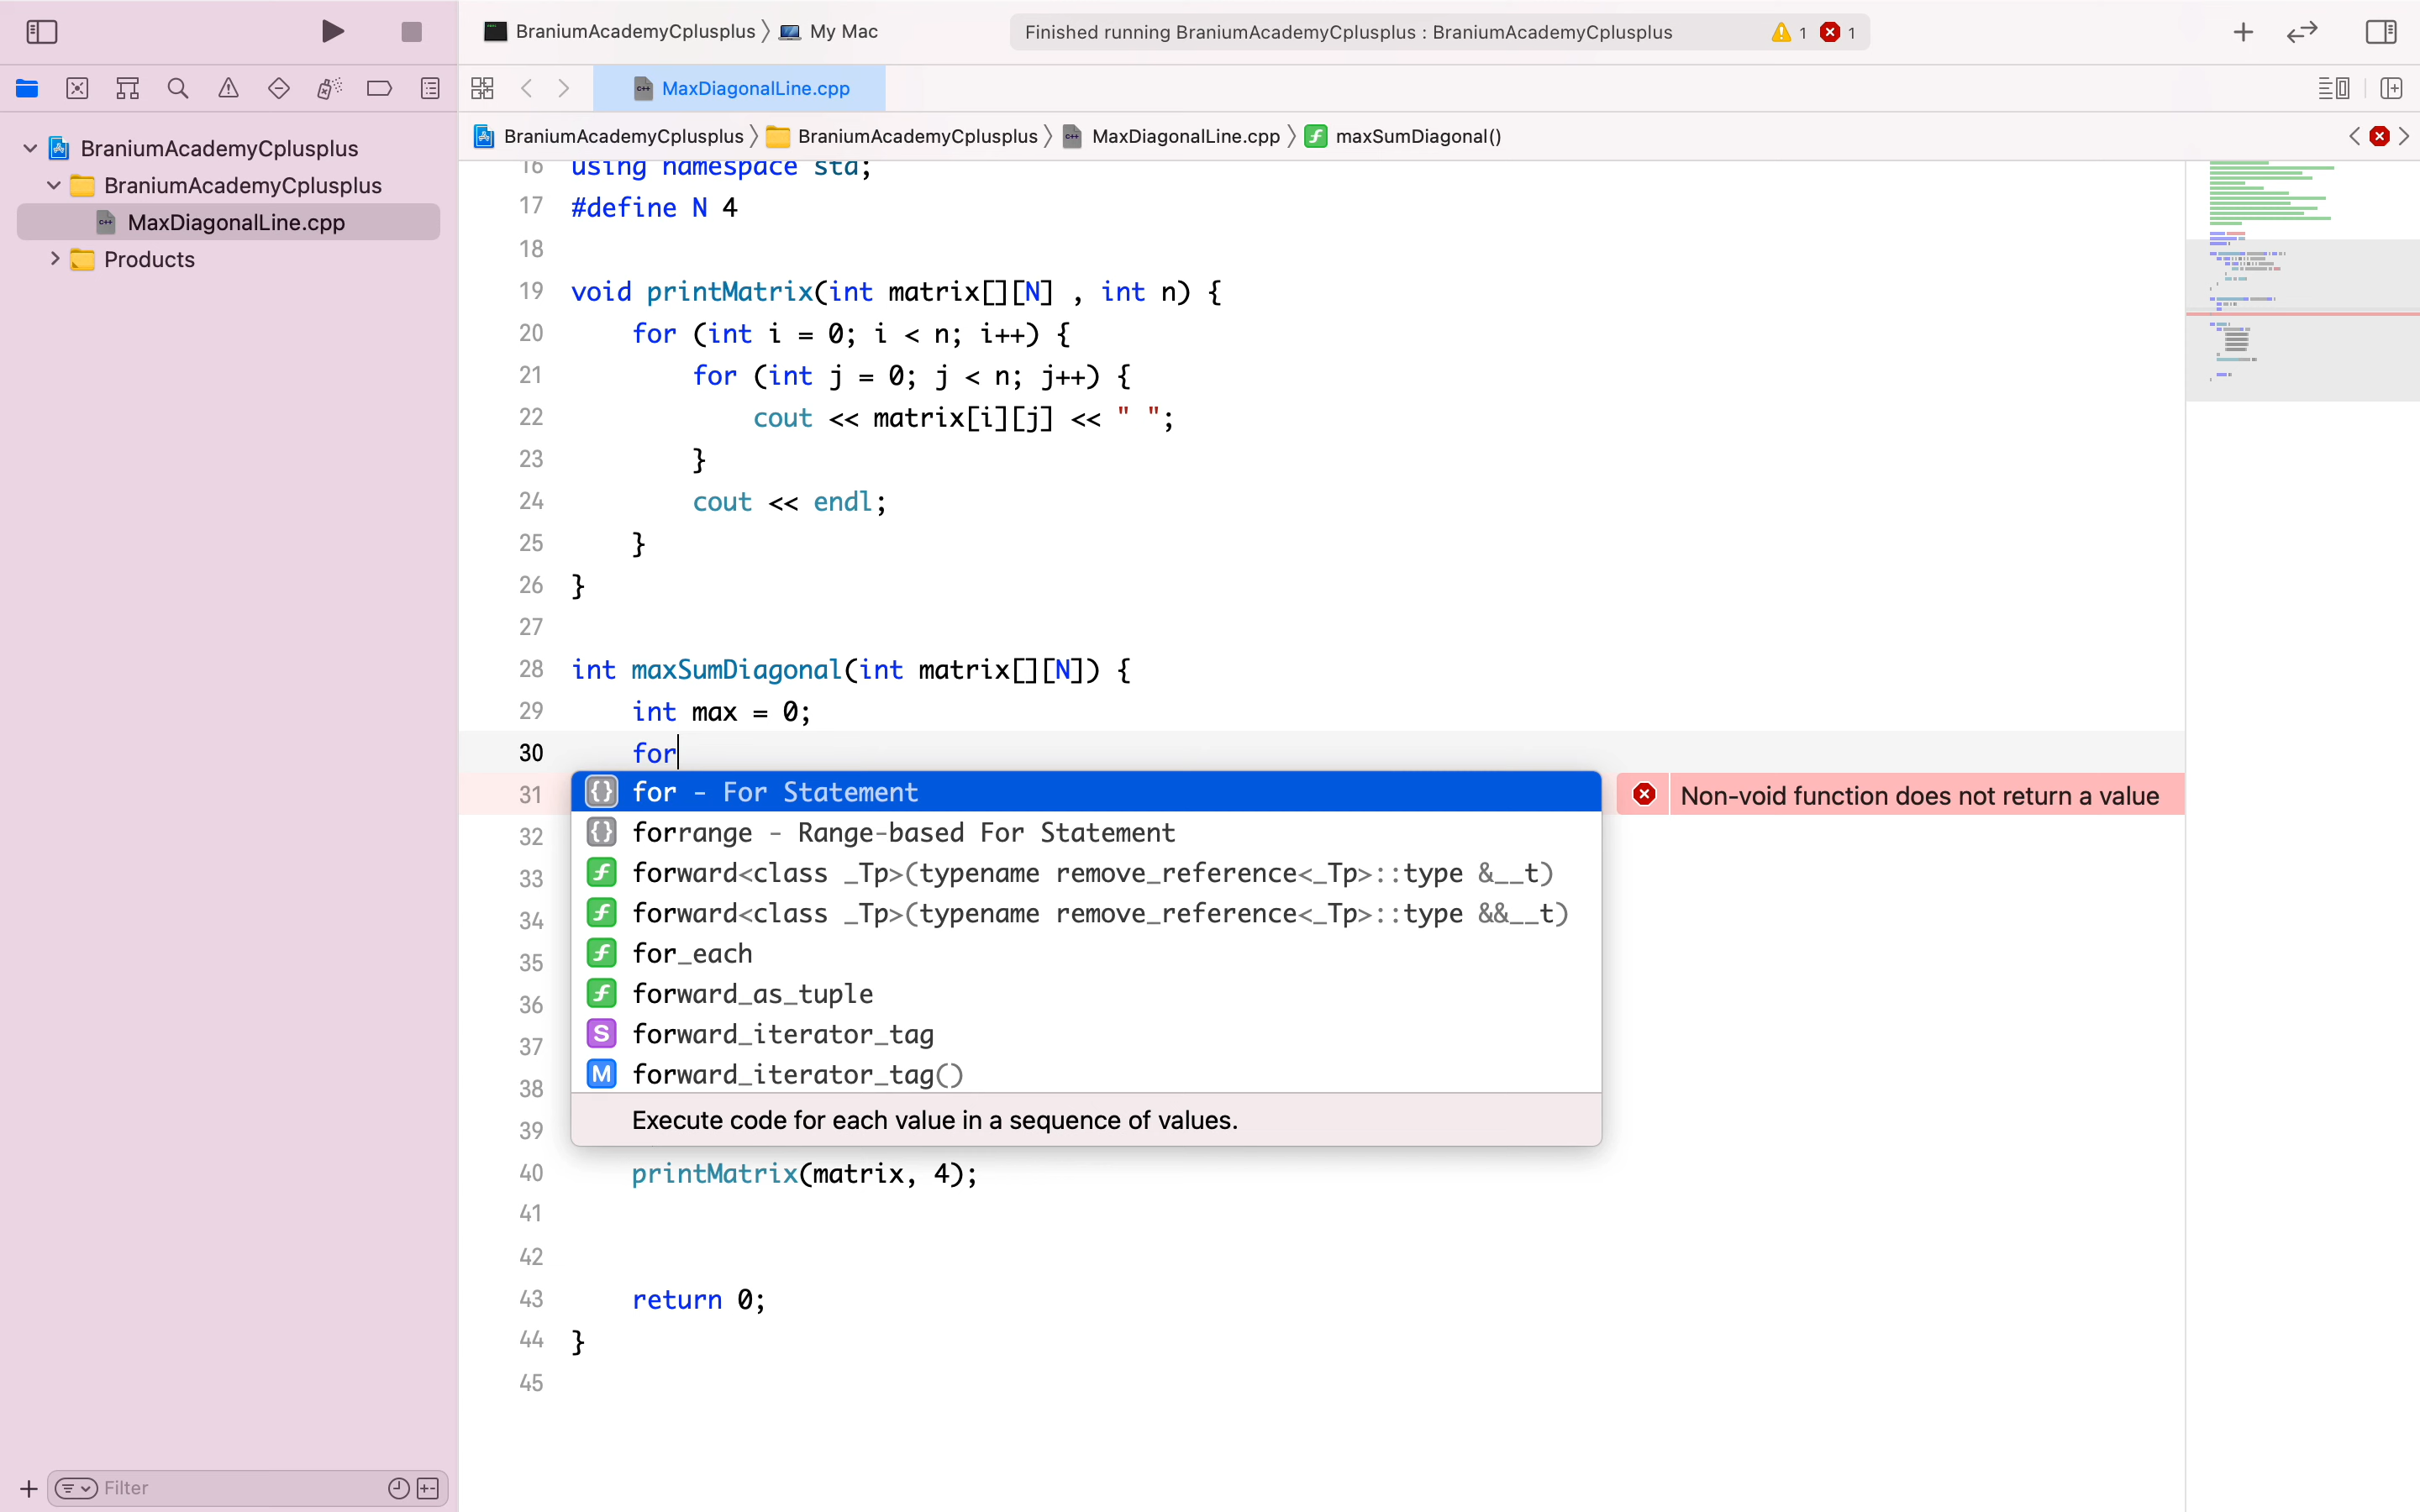 BraniumAcademyCplusplus 〉 My Mac
Finished running BraniumAcademyCplusplus : BraniumAcademyCplusplus
1
1
MaxDiagonalLine.cpp
BraniumAcademyCplusplus 〉 BraniumAcademyCplusplus 〉 MaxDiagonalLine.cpp 〉 maxSumDiagonal()
BraniumAcademyCplusplus
BraniumAcademyCplusplus
MaxDiagonalLine.cpp
Products
16 using namespace std;
17 #define N 4
18
19 void printMatrix(int matrix[][N] , int n) {
20 for (int i = 0; i < n; i++) {
21 for (int j = 0; j < n; j++) {
22 cout << matrix[i][j] << " ";
23 }
24 cout << endl;
25 }
26 }
27
28 int maxSumDiagonal(int matrix[][N]) {
29 int max = 0;
30 for
31
Non-void function does not return a value
32
33
34
35
36
37
38
39
for - For Statement
forrange - Range-based For Statement
forward<class _Tp>(typename remove_reference<_Tp>::type &__t)
forward<class _Tp>(typename remove_reference<_Tp>::type &&__t)
for_each
forward_as_tuple
S forward_iterator_tag
M forward_iterator_tag()
Execute code for each value in a sequence of values.
40 printMatrix(matrix, 4);
41
42
43 return 0;
44 }
45
Filter